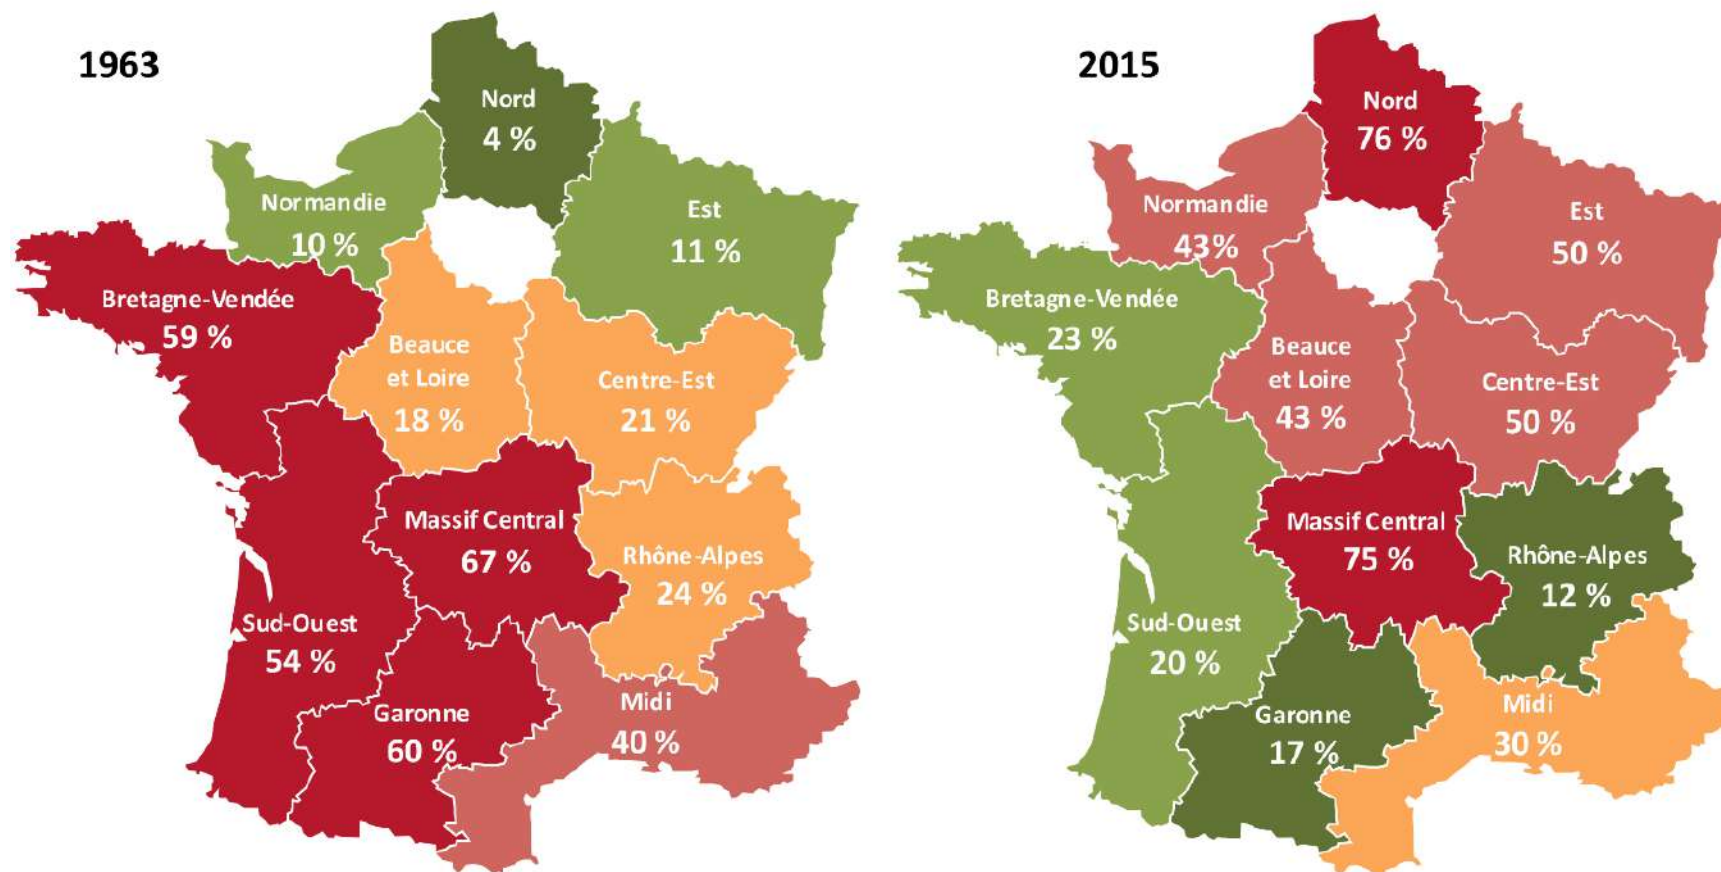 1963
Nord
4 %
Normandie
10 %
Est
11 %
Bretagne-Vendée
59 %
Beauce
et Loire
18 %
Centre-Est
21 %
Massif Central
67 %
Rhône-Alpes
24 %
Sud-Ouest
54 %
Garonne
60 %
Midi
40 %
2015
Nord
76 %
Normandie
43%
Est
50 %
Bretagne-Vendée
23 %
Beauce
et Loire
43 %
Centre-Est
50 %
Massif Central
75 %
Rhône-Alpes
12 %
Sud-Ouest
20 %
Garonne
17 %
Midi
30 %